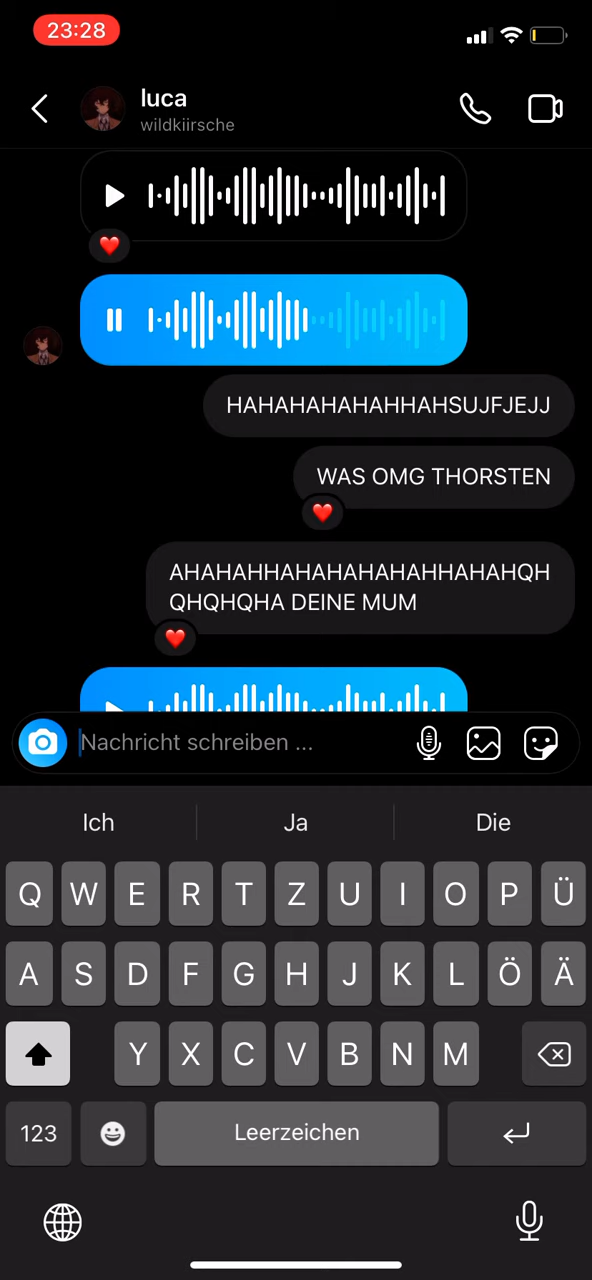 23:28
luca
wildkiirsche
HAHAHAHAHAHHAHSUJFJEJJ
WAS OMG THORSTEN
AHAHAHHAHAHAHAHAHHAHAHQH
QHQHQHA DEINE MUM
Nachricht schreiben ...
Ich Ja Die
Q W E R T Z U I O P Ü
A S D F G H J K L Ö Ä
Y X C V B N M
123 Leerzeichen